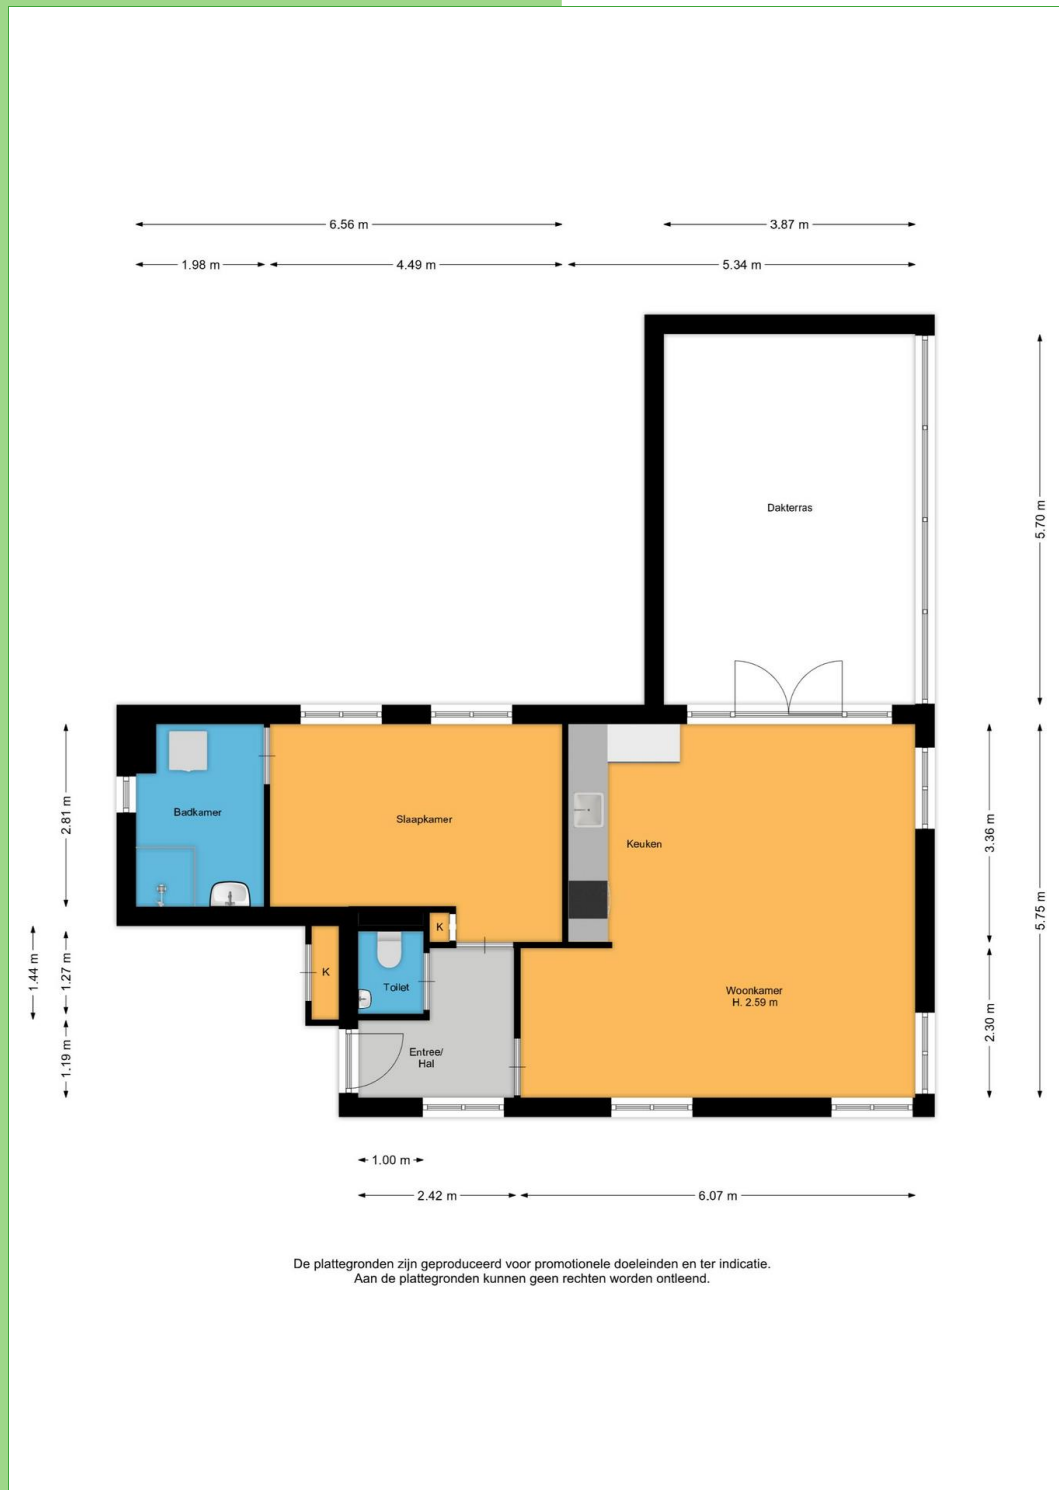 6.56 m
3.87 m
1.98 m
4.49 m
5.34 m
5.70 m
Dakterras
2.81 m
Badkamer
Slaapkamer
Keuken
3.36 m
5.75 m
K
1.44 m
1.27 m
K
Toilet
Woonkamer
H. 2.59 m
2.30 m
1.19 m
Entree/
Hal
1.00 m
2.42 m
6.07 m
De plattegronden zijn geproduceerd voor promotionele doeleinden en ter indicatie.
Aan de plattegronden kunnen geen rechten worden ontleend.